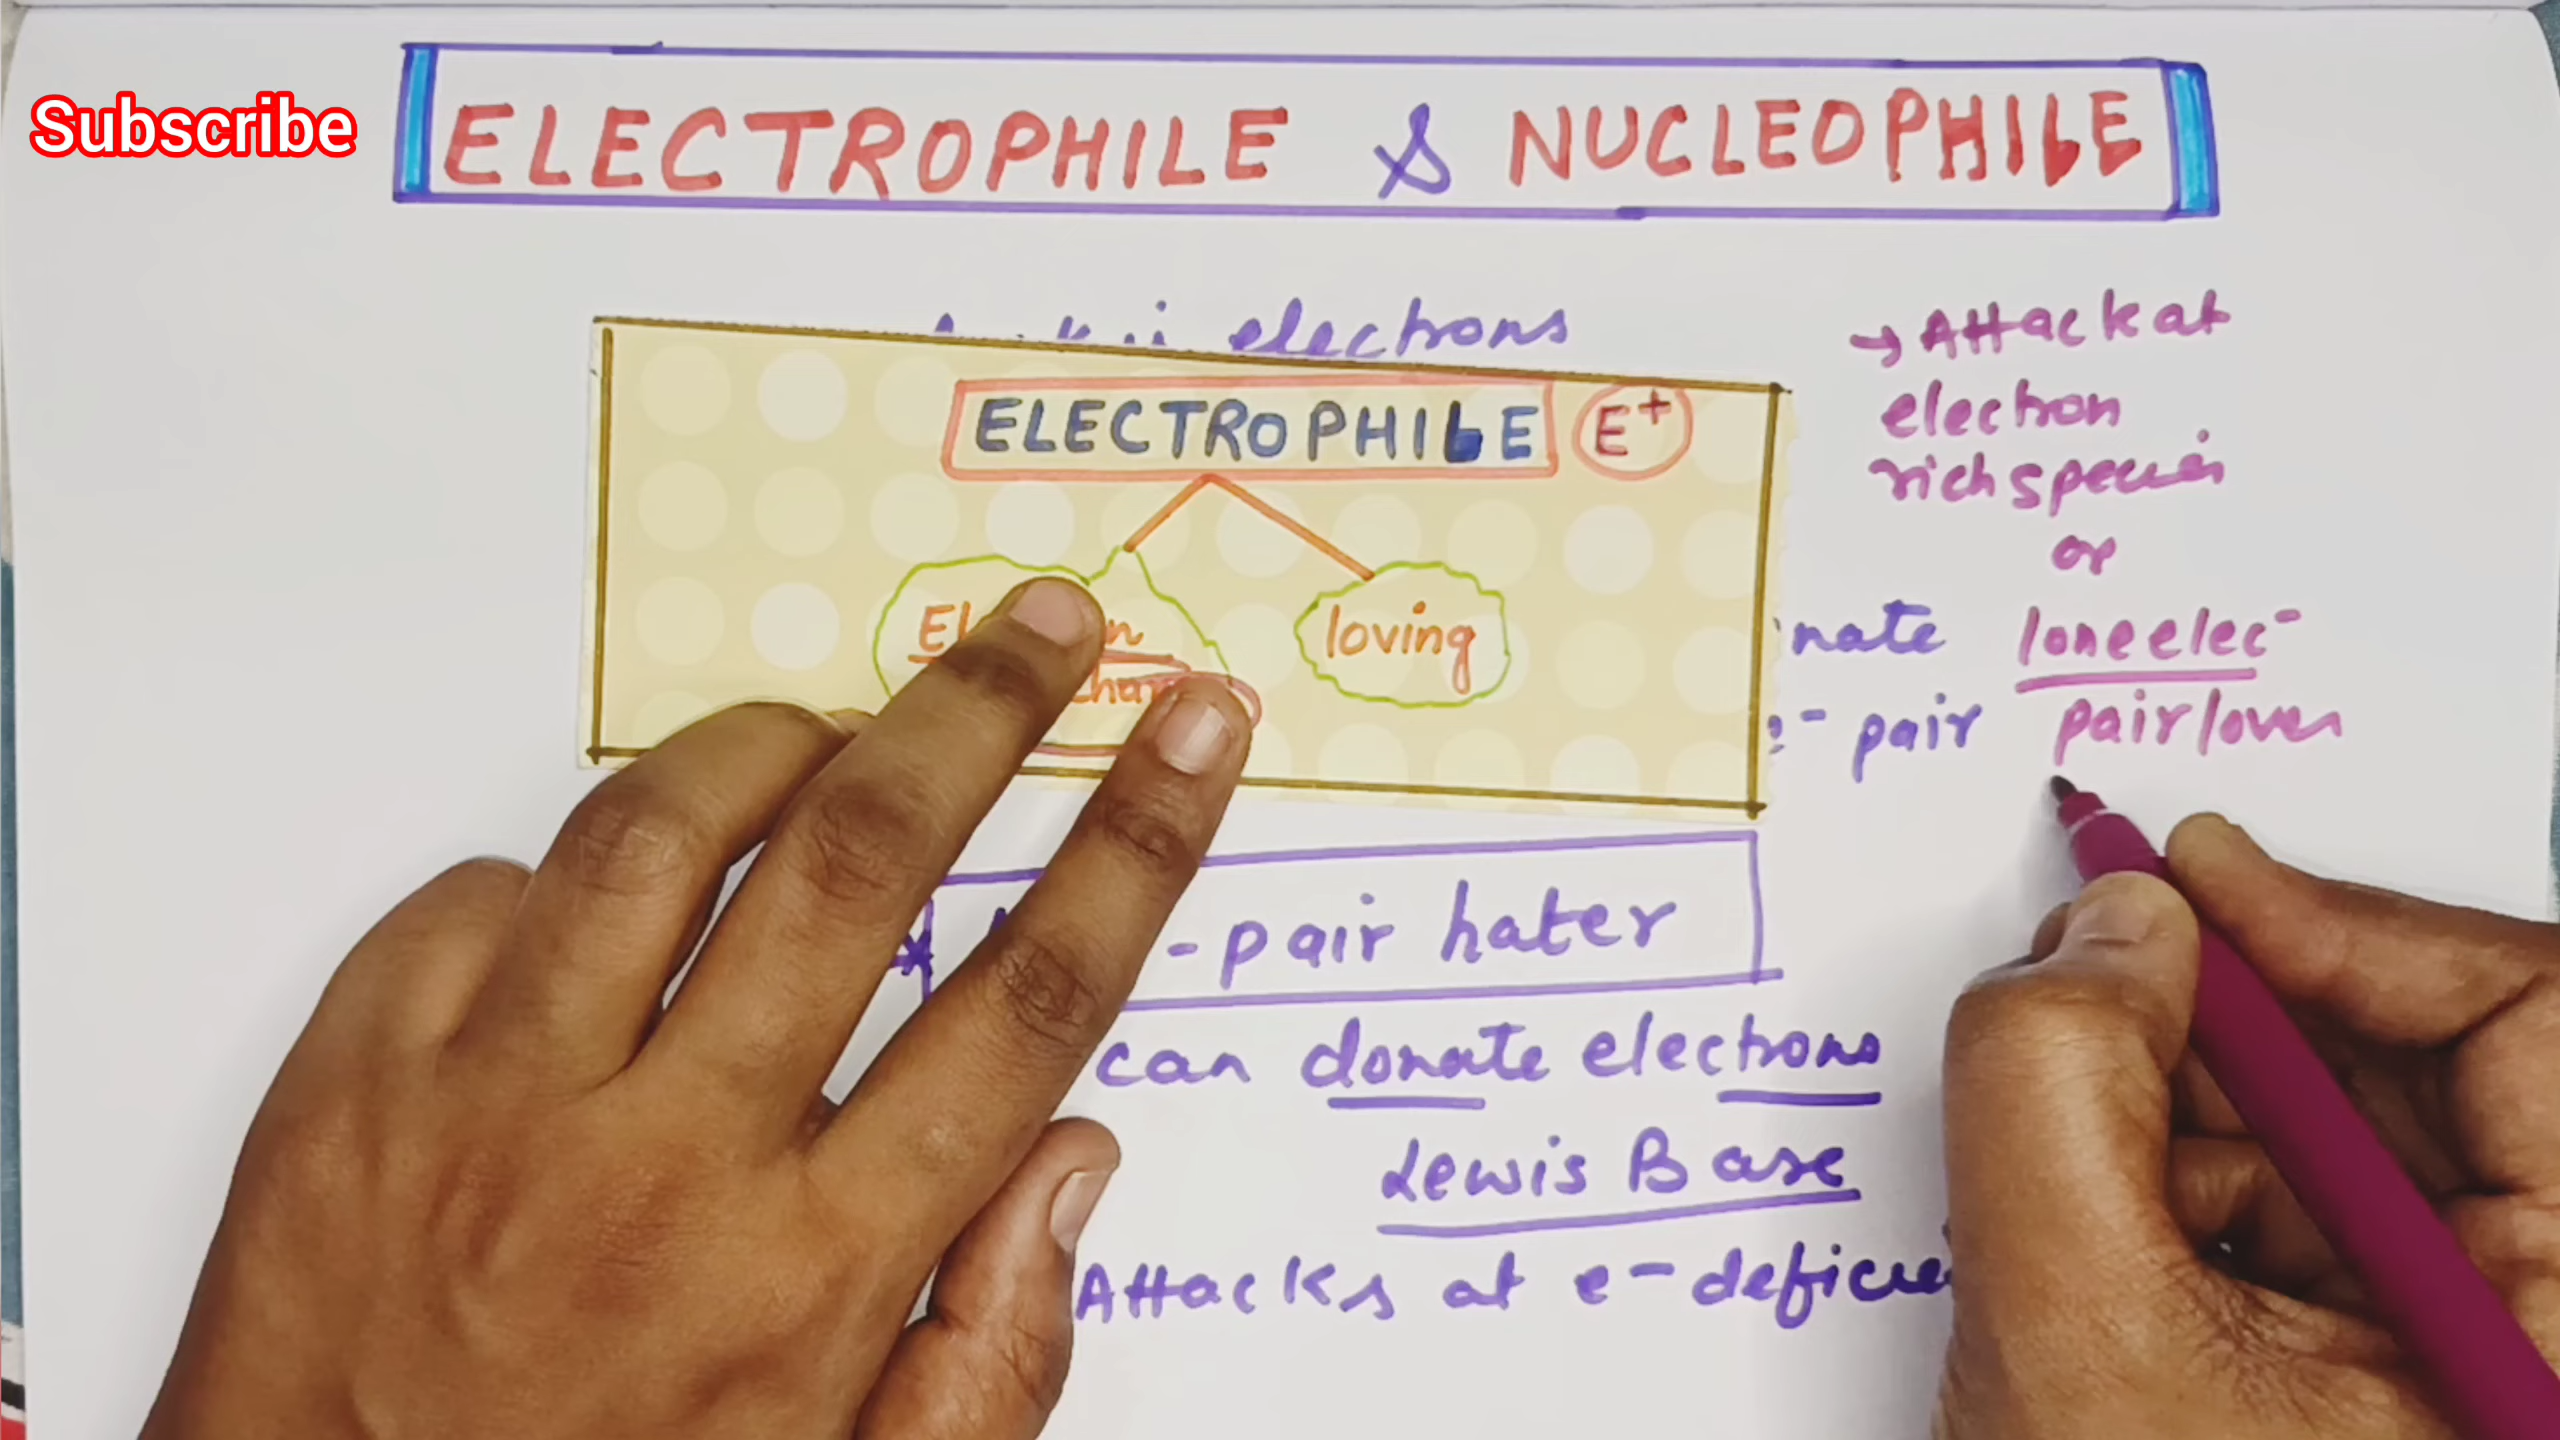 Subscribe
ELECTROPHILE & NUCLEOPHILE
electrons
ELECTROPHILE E+
loving
→ Attack at
electron
rich species
or
lone elec-
pair lover
nate
e- pair
-pair hater
can donate electrons
Lewis Base
Attacks at e-